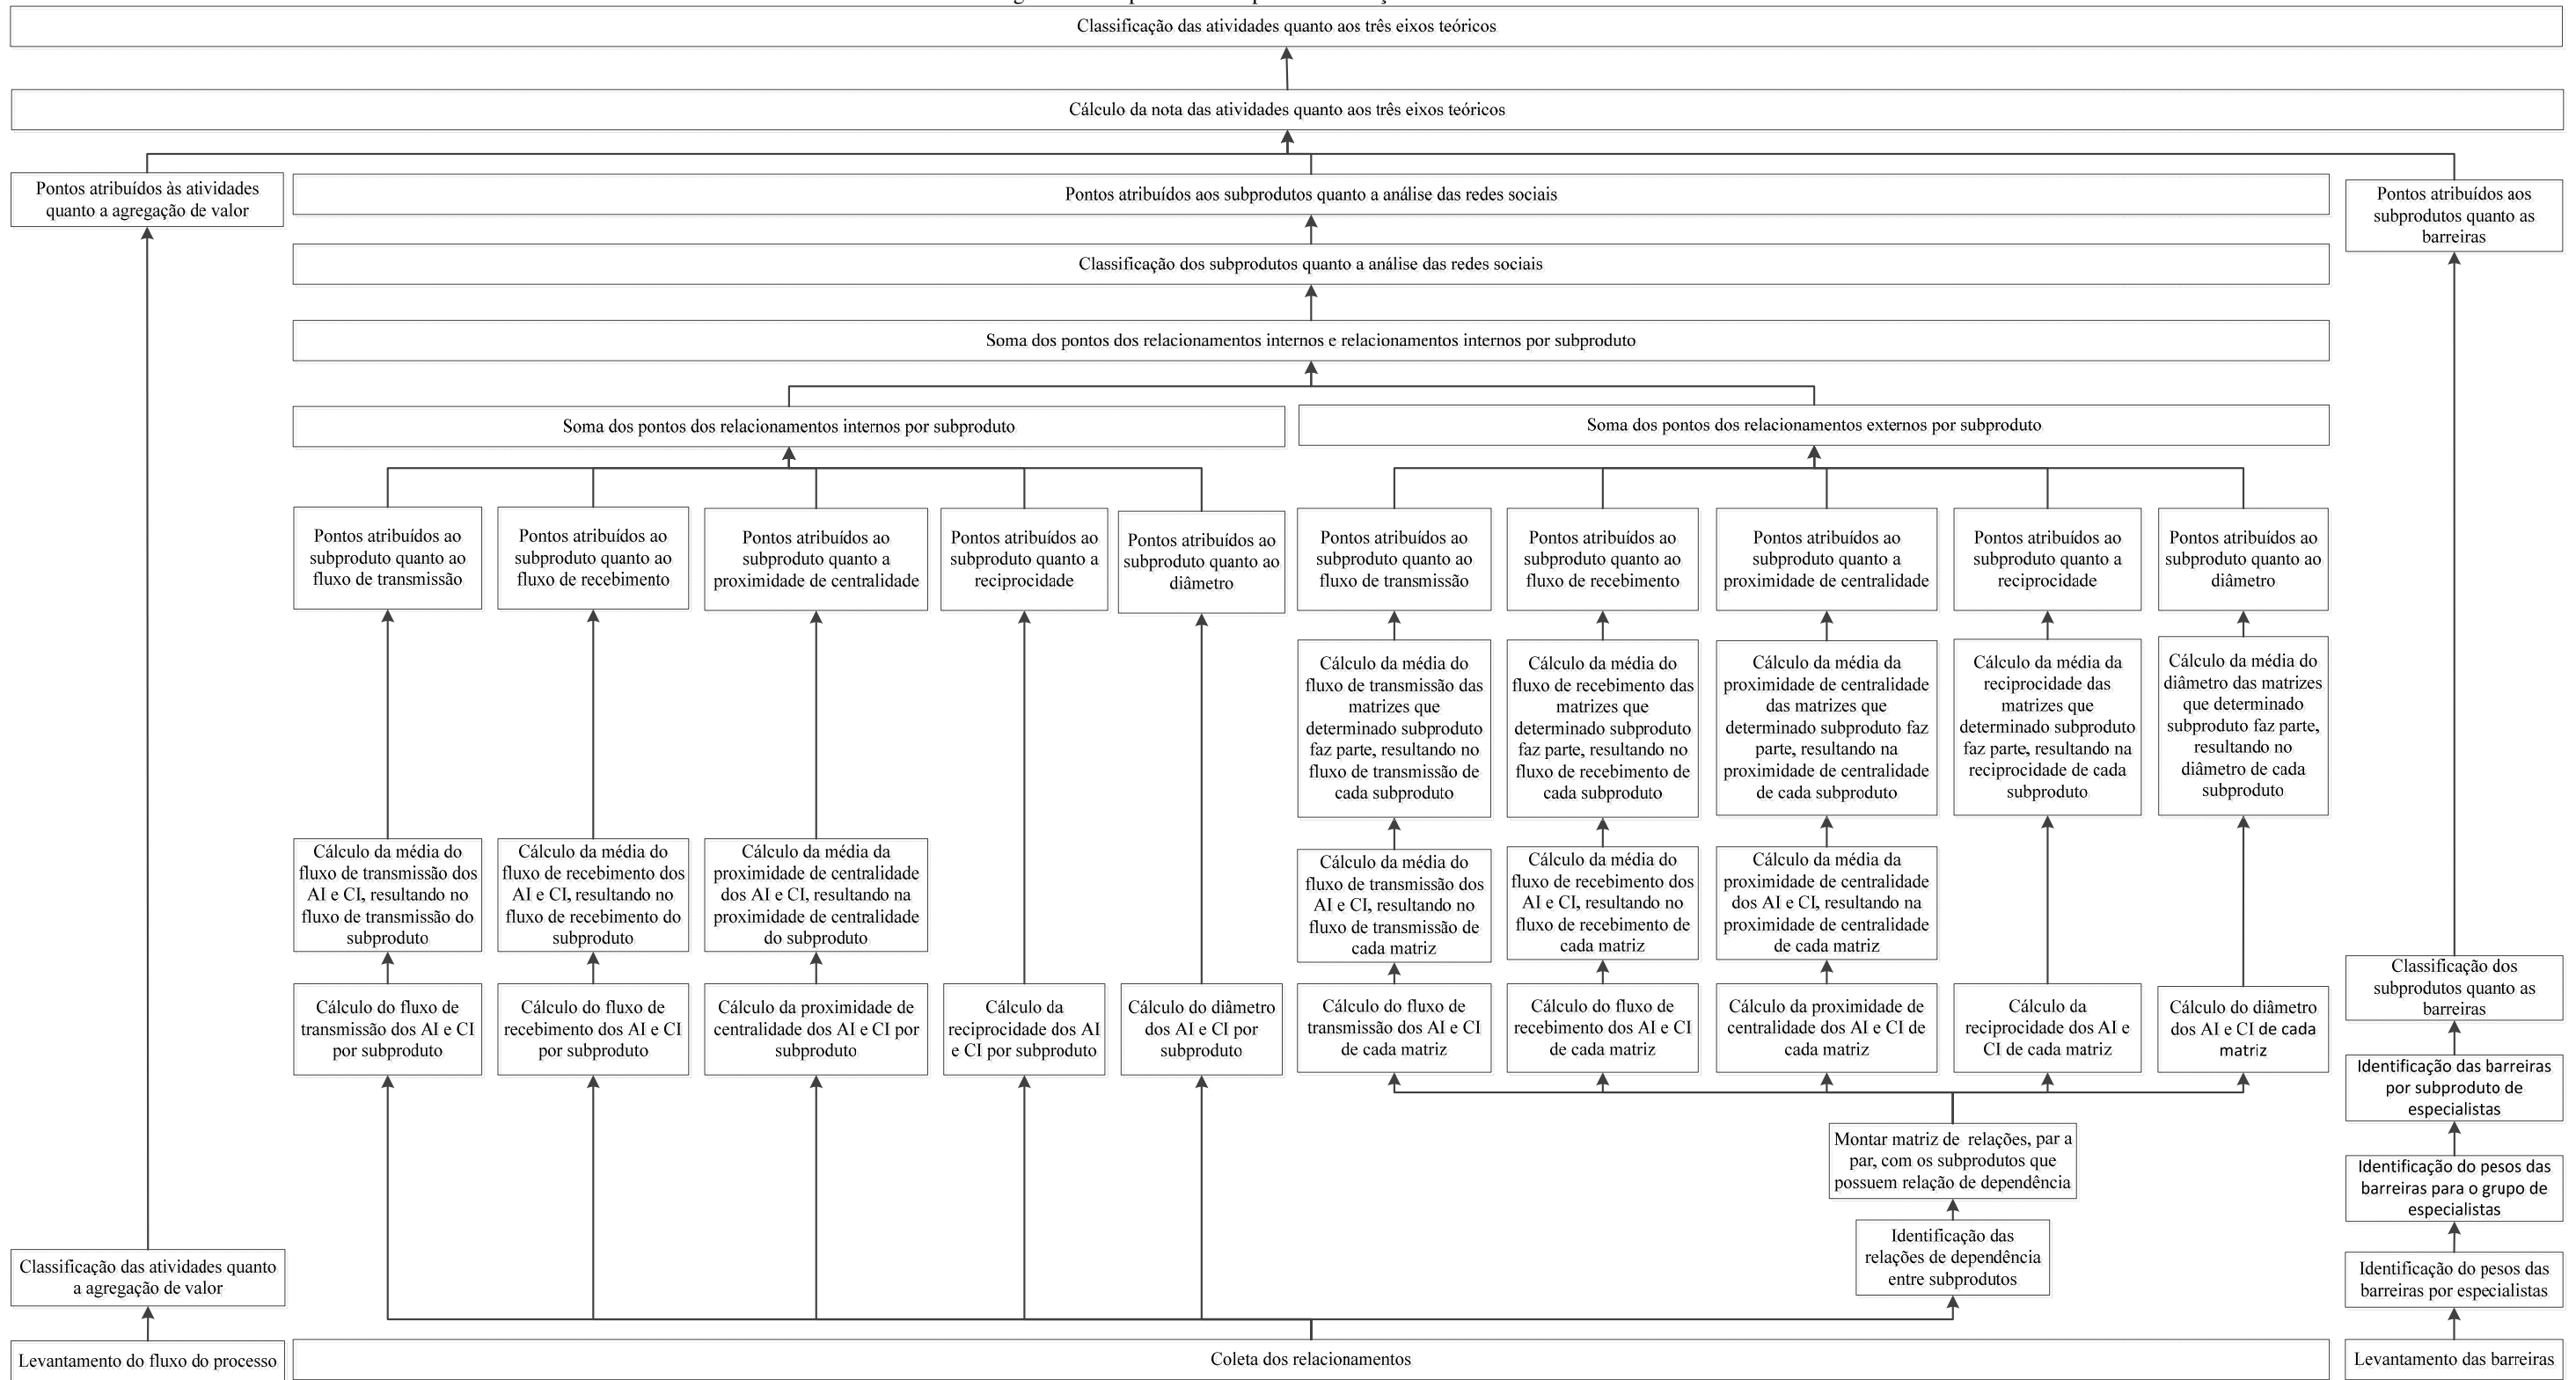 Classificação das atividades quanto aos três eixos teóricos
Cálculo da nota das atividades quanto aos três eixos teóricos
Pontos atribuídos às atividades
quanto a agregação de valor
Pontos atribuídos aos subprodutos quanto a análise das redes sociais
Pontos atribuídos aos
subprodutos quanto as
barreiras
Classificação dos subprodutos quanto a análise das redes sociais
Soma dos pontos dos relacionamentos internos e relacionamentos internos por subproduto
Soma dos pontos dos relacionamentos internos por subproduto
Soma dos pontos dos relacionamentos externos por subproduto
Pontos atribuídos ao
subproduto quanto ao
fluxo de transmissão
Pontos atribuídos ao
subproduto quanto ao
fluxo de recebimento
Pontos atribuídos ao
subproduto quanto a
proximidade de centralidade
Pontos atribuídos ao
subproduto quanto a
reciprocidade
Pontos atribuídos ao
subproduto quanto ao
diâmetro
Pontos atribuídos ao
subproduto quanto ao
fluxo de transmissão
Pontos atribuídos ao
subproduto quanto ao
fluxo de recebimento
Pontos atribuídos ao
subproduto quanto a
proximidade de centralidade
Pontos atribuídos ao
subproduto quanto a
reciprocidade
Pontos atribuídos ao
subproduto quanto ao
diâmetro
Cálculo da média do
fluxo de transmissão das
matrizes que
determinado subproduto
faz parte, resultando no
fluxo de transmissão de
cada subproduto
Cálculo da média do
fluxo de recebimento das
matrizes que
determinado subproduto
faz parte, resultando no
fluxo de recebimento de
cada subproduto
Cálculo da média da
proximidade de centralidade
das matrizes que
determinado subproduto faz
parte, resultando na
proximidade de centralidade
de cada subproduto
Cálculo da média da
reciprocidade das
matrizes que
determinado subproduto
faz parte, resultando na
reciprocidade de cada
subproduto
Cálculo da média do
diâmetro das matrizes
que determinado
subproduto faz parte,
resultando no
diâmetro de cada
subproduto
Cálculo da média do
fluxo de transmissão dos
AI e CI, resultando no
fluxo de transmissão do
subproduto
Cálculo da média do
fluxo de recebimento dos
AI e CI, resultando no
fluxo de recebimento do
subproduto
Cálculo da média da
proximidade de centralidade
dos AI e CI, resultando na
proximidade de centralidade
do subproduto
Cálculo da média do
fluxo de transmissão dos
AI e CI, resultando no
fluxo de transmissão de
cada matriz
Cálculo da média do
fluxo de recebimento dos
AI e CI, resultando no
fluxo de recebimento de
cada matriz
Cálculo da média da
proximidade de centralidade
dos AI e CI, resultando na
proximidade de centralidade
de cada matriz
Cálculo do fluxo de
transmissão dos AI e CI
por subproduto
Cálculo do fluxo de
recebimento dos AI e CI
por subproduto
Cálculo da proximidade de
centralidade dos AI e CI por
subproduto
Cálculo da
reciprocidade dos AI
e CI por subproduto
Cálculo do diâmetro
dos AI e CI por
subproduto
Cálculo do fluxo de
transmissão dos AI e CI
de cada matriz
Cálculo do fluxo de
recebimento dos AI e CI
de cada matriz
Cálculo da proximidade de
centralidade dos AI e CI de
cada matriz
Cálculo da
reciprocidade dos AI e
CI de cada matriz
Cálculo do diâmetro
dos AI e CI de cada
matriz
Classificação dos
subprodutos quanto as
barreiras
Identificação das barreiras
por subproduto de
especialistas
Montar matriz de relações, par a
par, com os subprodutos que
possuem relação de dependência
Identificação do pesos das
barreiras para o grupo de
especialistas
Identificação das
relações de dependência
entre subprodutos
Classificação das atividades quanto
a agregação de valor
Identificação do pesos das
barreiras por especialistas
Levantamento do fluxo do processo
Coleta dos relacionamentos
Levantamento das barreiras